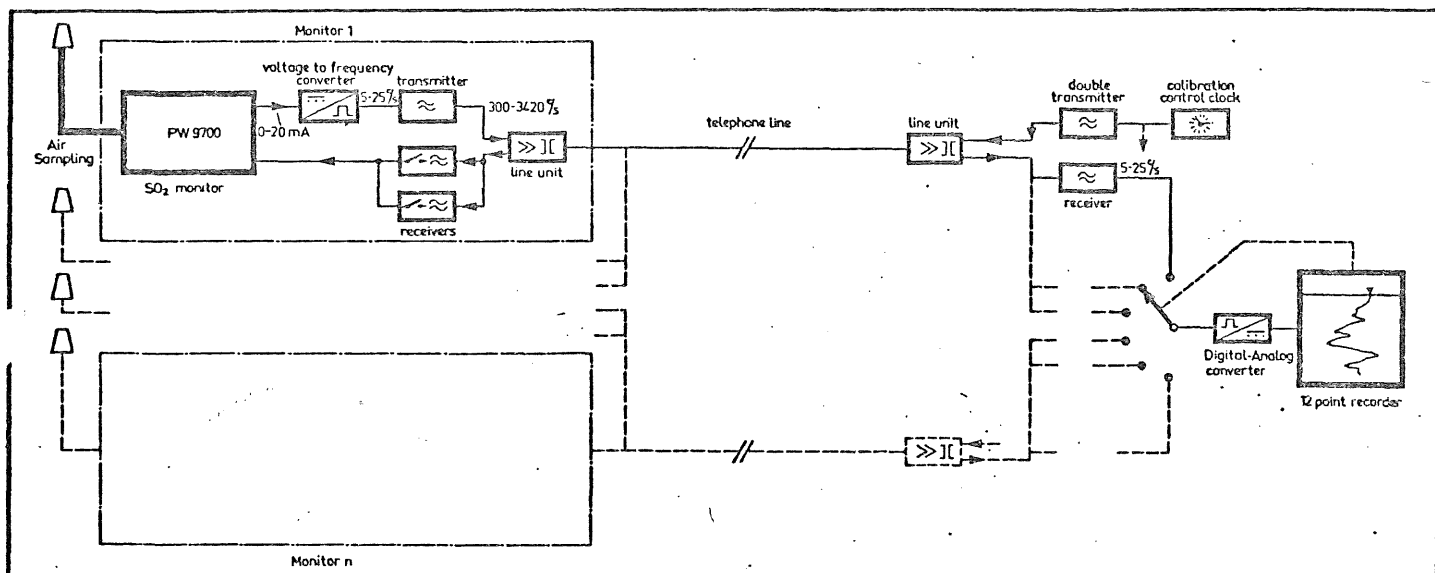 Monitor 1
voltage to frequency
converter
5-25 c/s
transmitter
300-3420 c/s
PW 9700
0-20 mA
Air
Sampling
SO₂ monitor
receivers
line unit
telephone line
line unit
double
transmitter
calibration
control clock
5-25 c/s
receiver
Digital-Analog
converter
12 point recorder
Monitor n